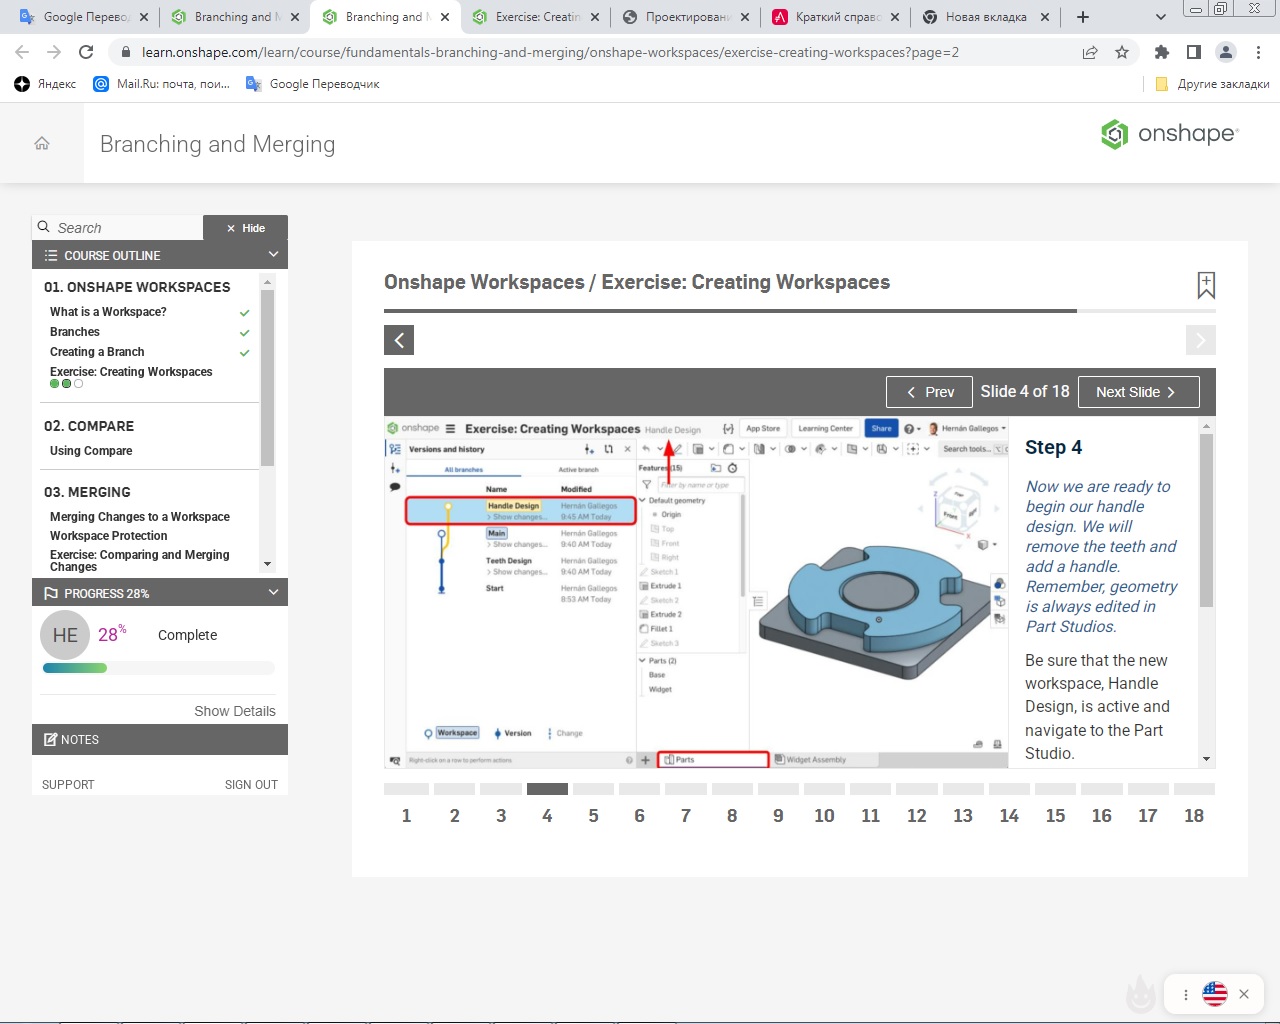 Google Перевод
Branching and M
Branching and M
Exercise: Creatin
Проектировани
Краткий справо
Новая вкладка
learn.onshape.com/learn/course/fundamentals-branching-and-merging/onshape-workspaces/exercise-creating-workspaces?page=2
Яндекс
Mail.Ru: почта, пои...
Google Переводчик
Другие закладки
Branching and Merging
onshape
Search
Hide
COURSE OUTLINE
01. ONSHAPE WORKSPACES
What is a Workspace?
Branches
Creating a Branch
Exercise: Creating Workspaces
02. COMPARE
Using Compare
03. MERGING
Merging Changes to a Workspace
Workspace Protection
Exercise: Comparing and Merging
Changes
PROGRESS 28%
HE
28%
Complete
Show Details
NOTES
SUPPORT
SIGN OUT
Onshape Workspaces / Exercise: Creating Workspaces
Prev
Slide 4 of 18
Next Slide
onshape
Exercise: Creating Workspaces
Handle Design
App Store
Learning Center
Share
Hernán Gallegos
Versions and history
Search tools...
All branches
Active branch
Features (15)
Filter by name or type
Name
Modified
Handle Design
Hernán Gallegos
Show changes...
9:45 AM Today
Main
Hernán Gallegos
Show changes...
9:40 AM Today
Teeth Design
Hernán Gallegos
Show changes...
9:40 AM Today
Start
Hernán Gallegos
8:53 AM Today
Default geometry
Origin
Top
Front
Right
Sketch 1
Extrude 1
Sketch 2
Extrude 2
Fillet 1
Sketch 3
Parts (2)
Base
Widget
Front
Workspace
Version
Change
Right-click on a row to perform actions
Parts
Widget Assembly
Step 4
Now we are ready to
begin our handle
design. We will
remove the teeth and
add a handle.
Remember, geometry
is always edited in
Part Studios.
Be sure that the new
workspace, Handle
Design, is active and
navigate to the Part
Studio.
1 2 3 4 5 6 7 8 9 10 11 12 13 14 15 16 17 18